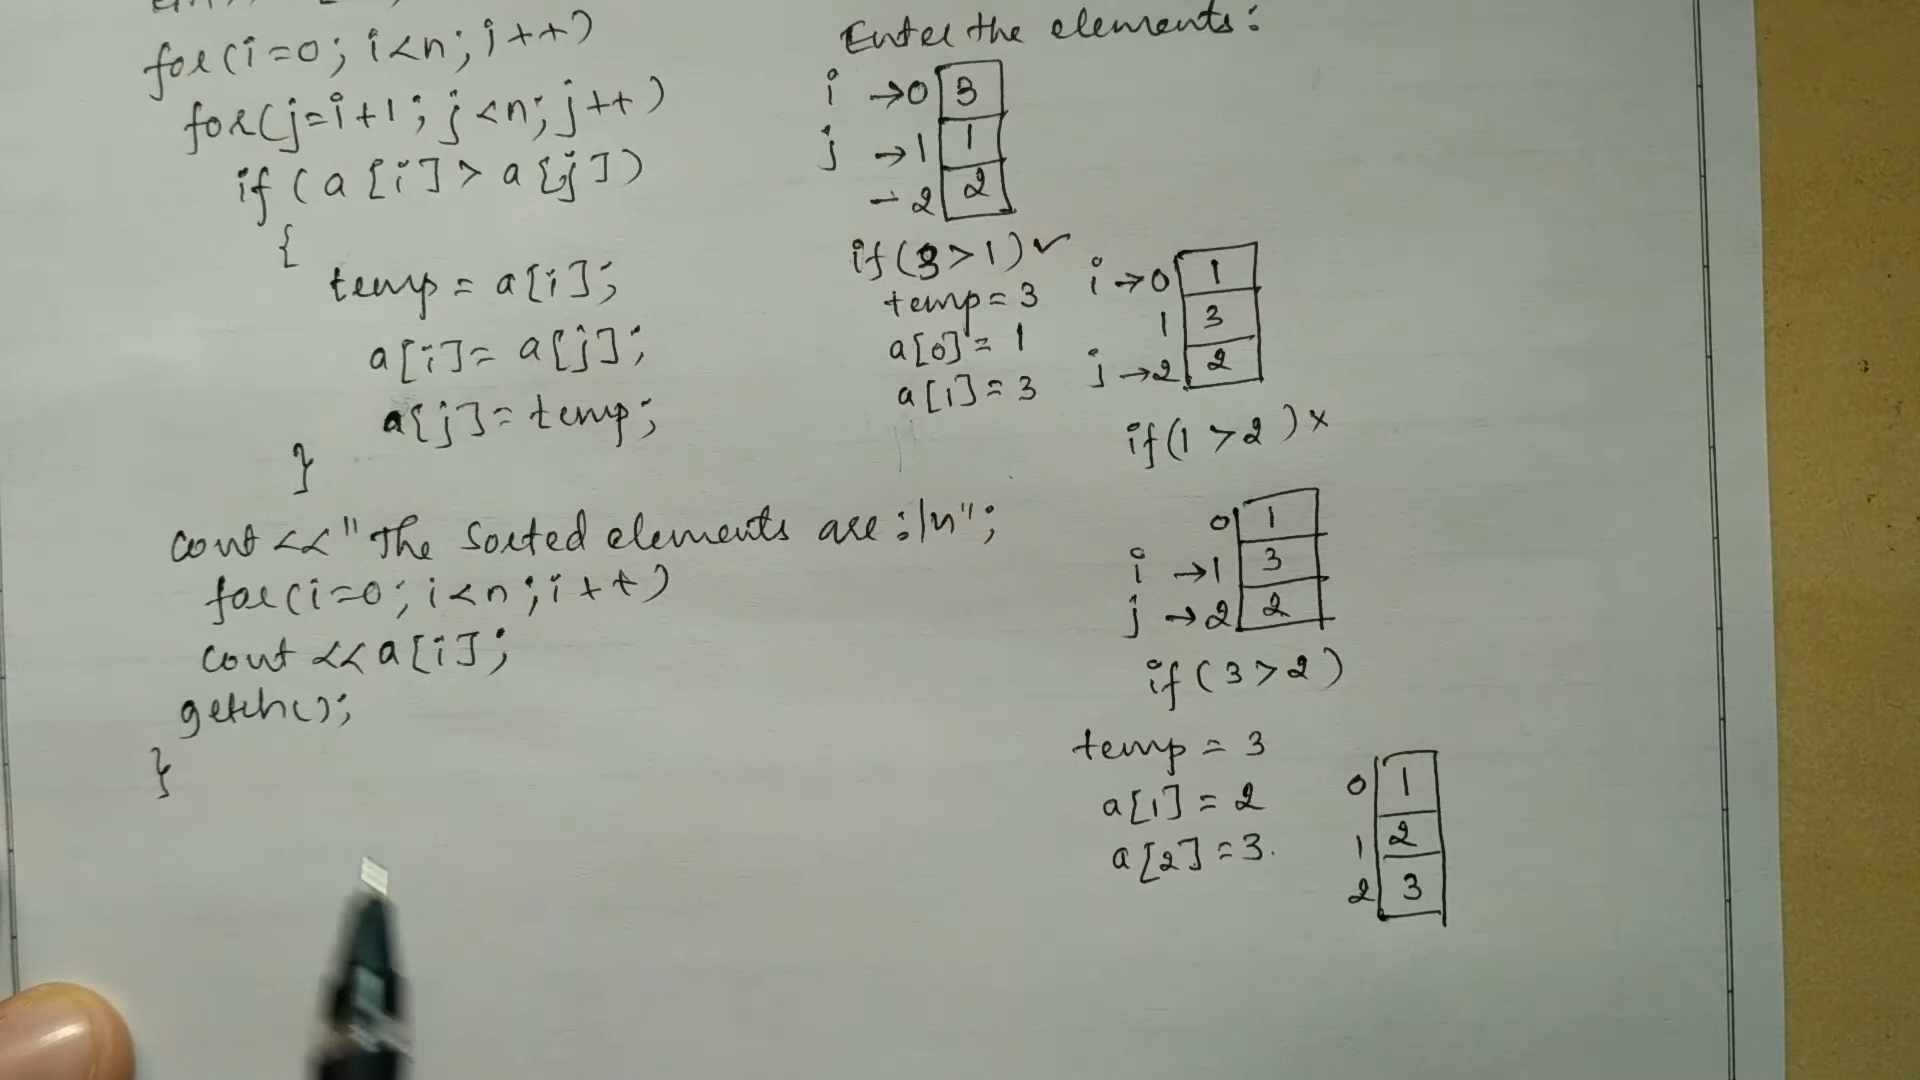 for(i=0; i<n; i++)
for(j=i+1; j<n; j++)
if (a[i] > a[j])
{
temp = a[i];
a[i] = a[j];
a[j] = temp;
}
cout <<"The Sorted elements are :\n";
for(i=0; i<n; i++)
cout <<a[i];
getch();
}
Enter the elements:
i →0 3
j →1 1
→2 2
if (3>1) ✓
temp = 3
a[0] = 1
a[1] = 3
i →0 1
1 3
j →2 2
if (1 >2) ×
0 1
i →1 3
j →2 2
if (3>2)
temp = 3
a[1] = 2
a[2] = 3.
0 1
1 2
2 3